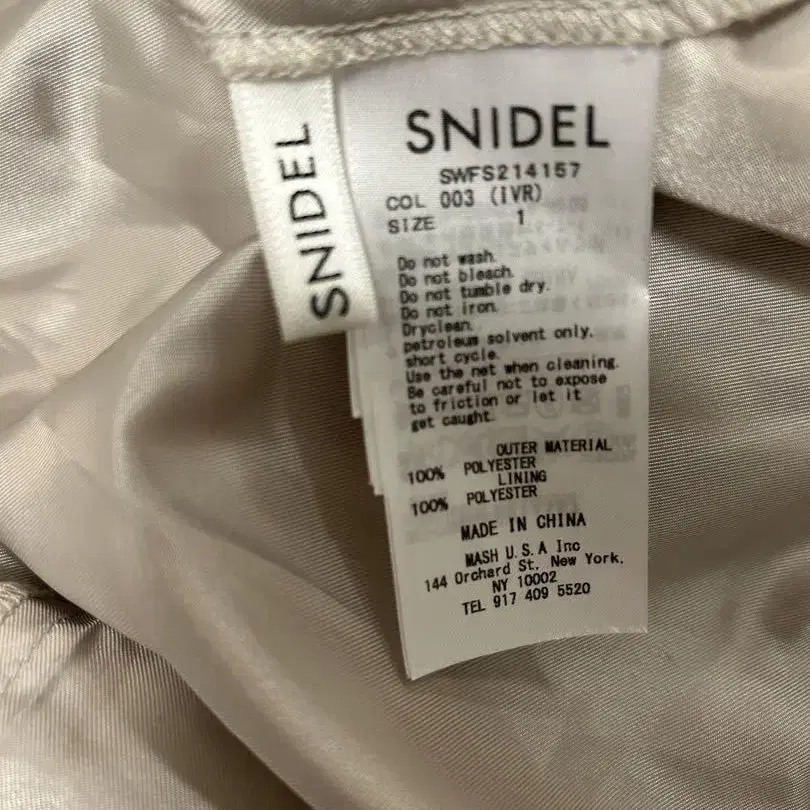 SNIDEL
SNIDEL
SWFS214157
COL 003 (IVR)
SIZE 1
Do not wash.
Do not bleach.
Do not tumble dry.
Do not iron.
Dryclean.
petroleum solvent only.
short cycle.
Use the net when cleaning.
Be careful not to expose
to friction or let it
get caught.
OUTER MATERIAL
100% POLYESTER
LINING
100% POLYESTER
MADE IN CHINA
MASH U.S.A Inc
144 Orchard St, New York,
NY 10002
TEL 917 409 5520